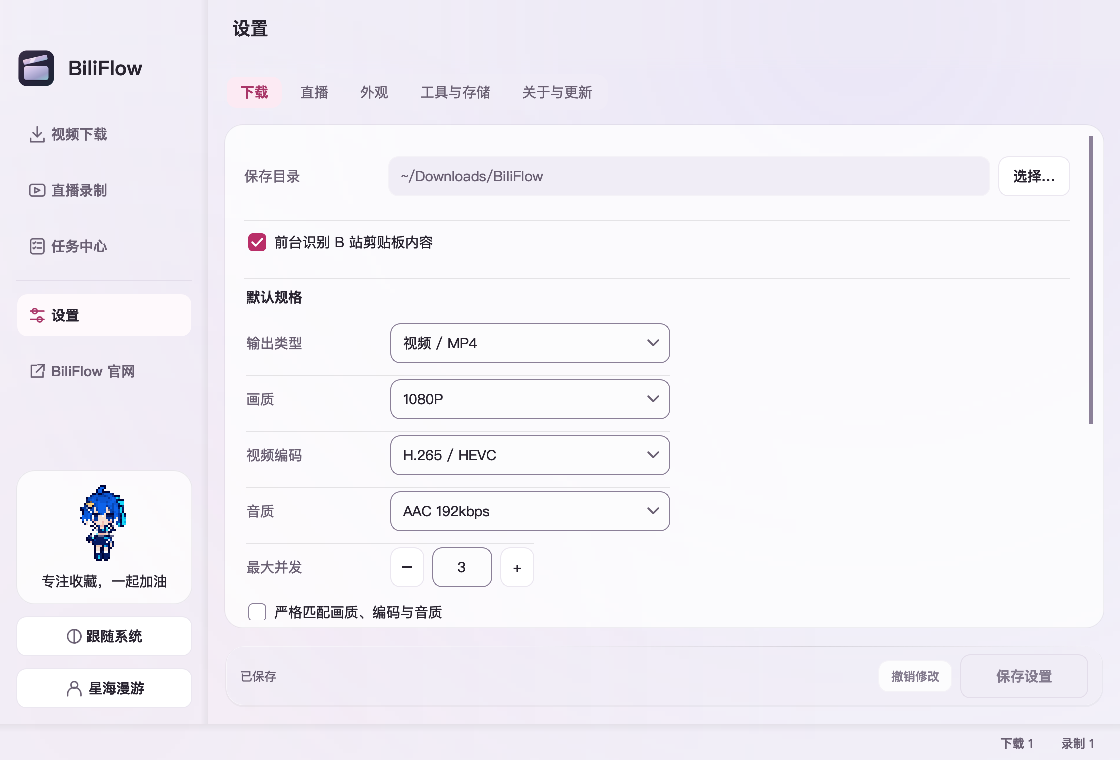 设置
BiliFlow
下载
直播
外观
工具与存储
关于与更新
视频下载
直播录制
任务中心
设置
BiliFlow 官网
专注收藏，一起加油
跟随系统
星海漫游
保存目录
~/Downloads/BiliFlow
选择...
前台识别 B 站剪贴板内容
默认规格
输出类型
视频 / MP4
画质
1080P
视频编码
H.265 / HEVC
音质
AAC 192kbps
最大并发
− 3 +
严格匹配画质、编码与音质
已保存
撤销修改
保存设置
下载 1
录制 1